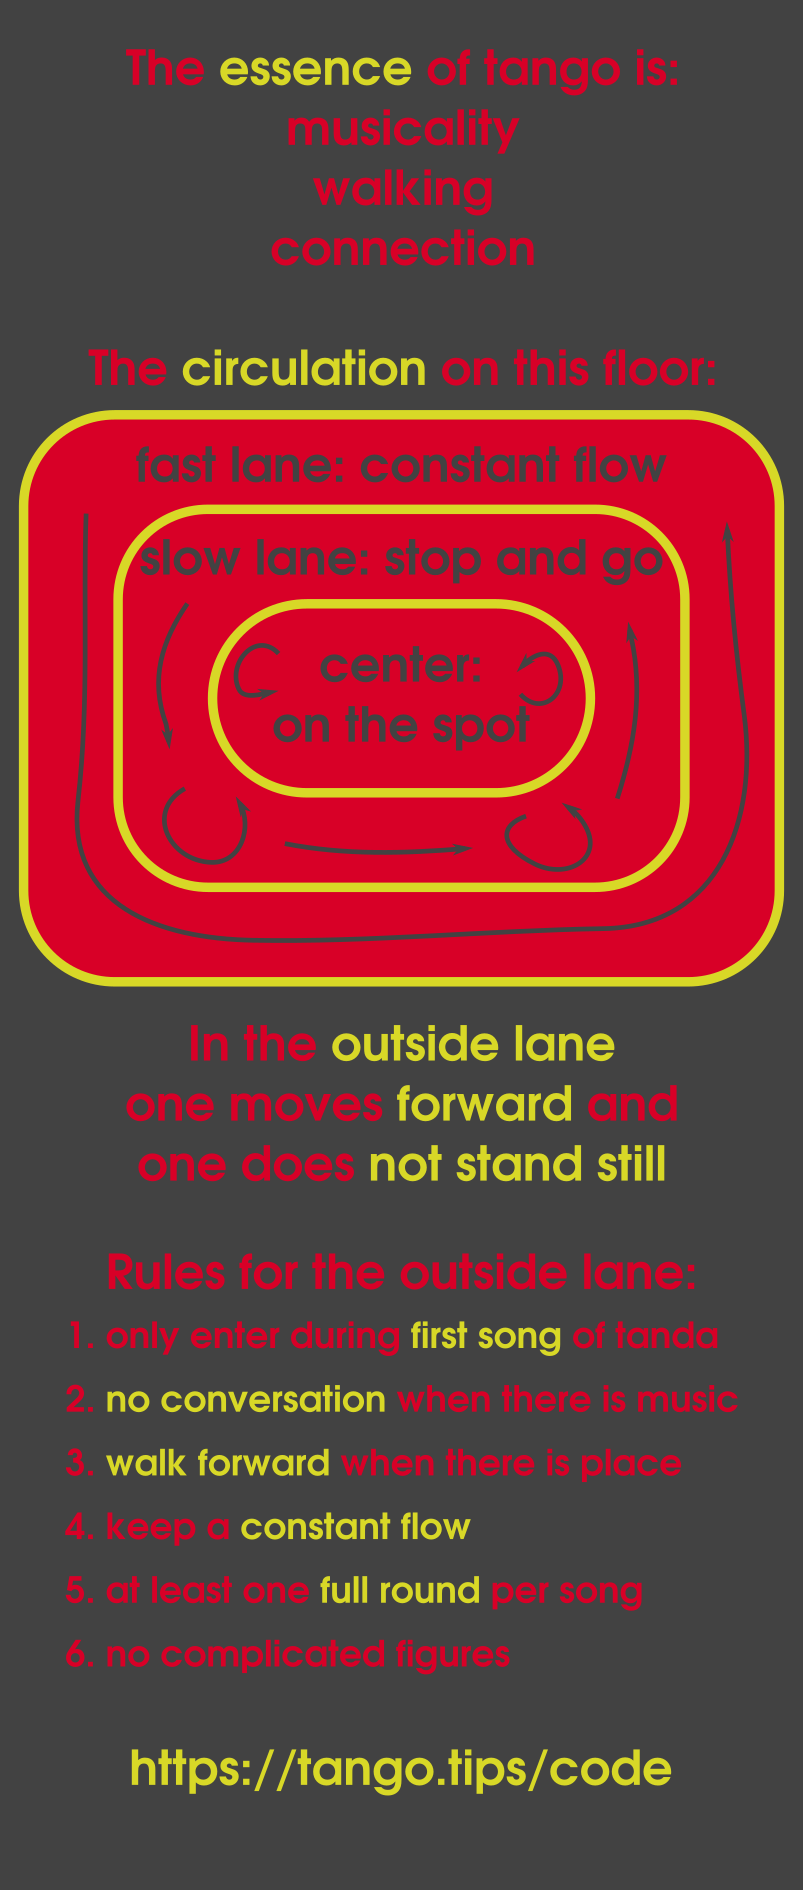 The essence of tango is:
musicality
walking
connection
The circulation on this floor:
fast lane: constant flow
slow lane: stop and go
center:
on the spot
In the outside lane
one moves forward and
one does not stand still
Rules for the outside lane:
1. only enter during first song of tanda
2. no conversation when there is music
3. walk forward when there is place
4. keep a constant flow
5. at least one full round per song
6. no complicated figures
https://tango.tips/code